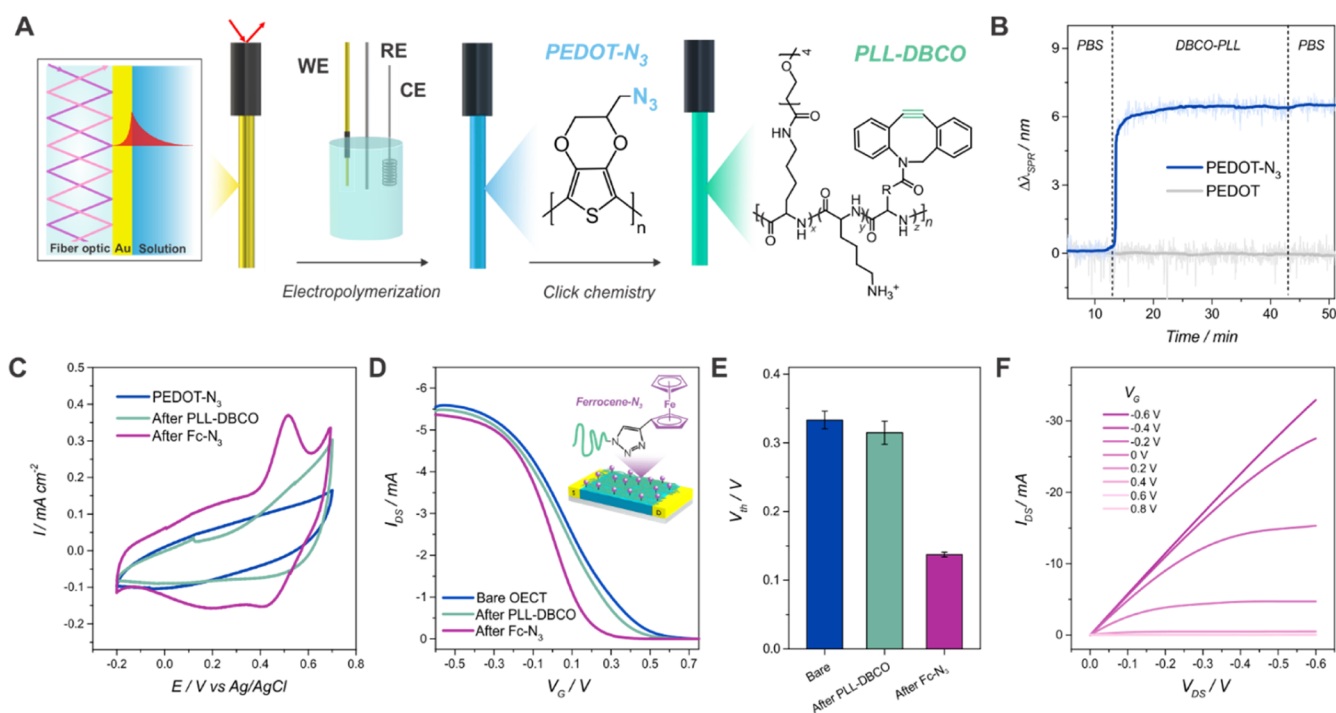 A
WE
RE
CE
Fiber optic Au Solution
Electropolymerization
PEDOT-N₃
N₃
O
O
S
n
Click chemistry
PLL-DBCO
4
O
O
HN
N
O
R
O
N
H
x
H
N
y
O
O
N
H
z
n
NH₃⁺
B
PBS
DBCO-PLL
PBS
9
6
3
0
Δλ_SPR / nm
PEDOT-N₃
PEDOT
10 20 30 40 50
Time / min
C
0.5
0.4
0.3
0.2
0.1
0.0
-0.1
-0.2
I / mA cm⁻²
PEDOT-N₃
After PLL-DBCO
After Fc-N₃
-0.2 0.0 0.2 0.4 0.6 0.8
E / V vs Ag/AgCl
D
-6
-5
-4
-3
-2
-1
0
I_DS / mA
Ferrocene-N₃
Fe
N
N
N
S
D
Bare OECT
After PLL-DBCO
After Fc-N₃
-0.5 -0.3 -0.1 0.1 0.3 0.5 0.7
V_G / V
E
0.4
0.3
0.2
0.1
0.0
V_th / V
Bare
After PLL-DBCO
After Fc-N₃
F
V_G
-0.6 V
-0.4 V
-0.2 V
0 V
0.2 V
0.4 V
0.6 V
0.8 V
-30
-20
-10
0
I_DS / mA
0.0 -0.1 -0.2 -0.3 -0.4 -0.5 -0.6
V_DS / V